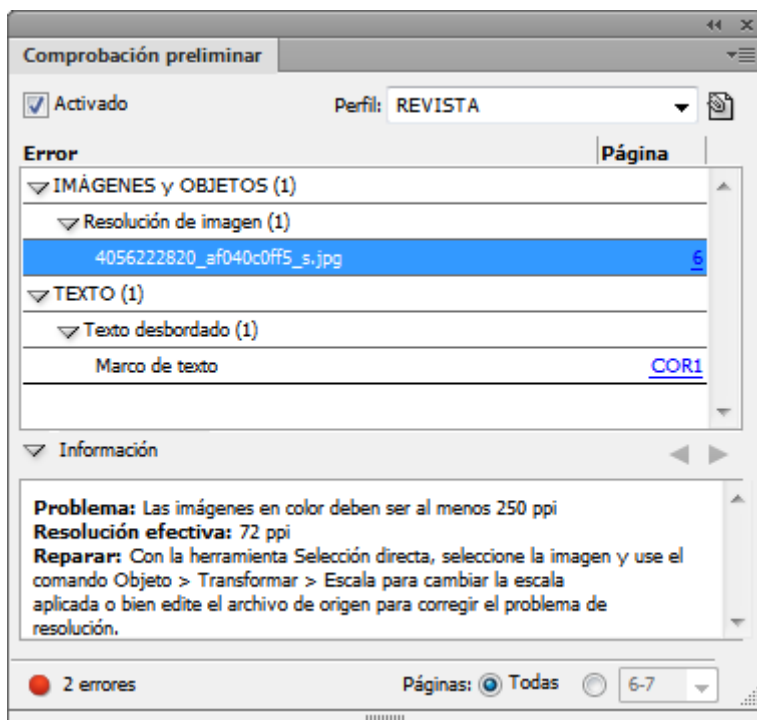 Comprobación preliminar
Activado
Perfil: REVISTA
Error Página
IMÁGENES y OBJETOS (1)
Resolución de imagen (1)
4056222820_af040c0ff5_s.jpg 6
TEXTO (1)
Texto desbordado (1)
Marco de texto COR1
Información
Problema: Las imágenes en color deben ser al menos 250 ppi
Resolución efectiva: 72 ppi
Reparar: Con la herramienta Selección directa, seleccione la imagen y use el
comando Objeto > Transformar > Escala para cambiar la escala
aplicada o bien edite el archivo de origen para corregir el problema de
resolución.
2 errores Páginas: Todas 6-7